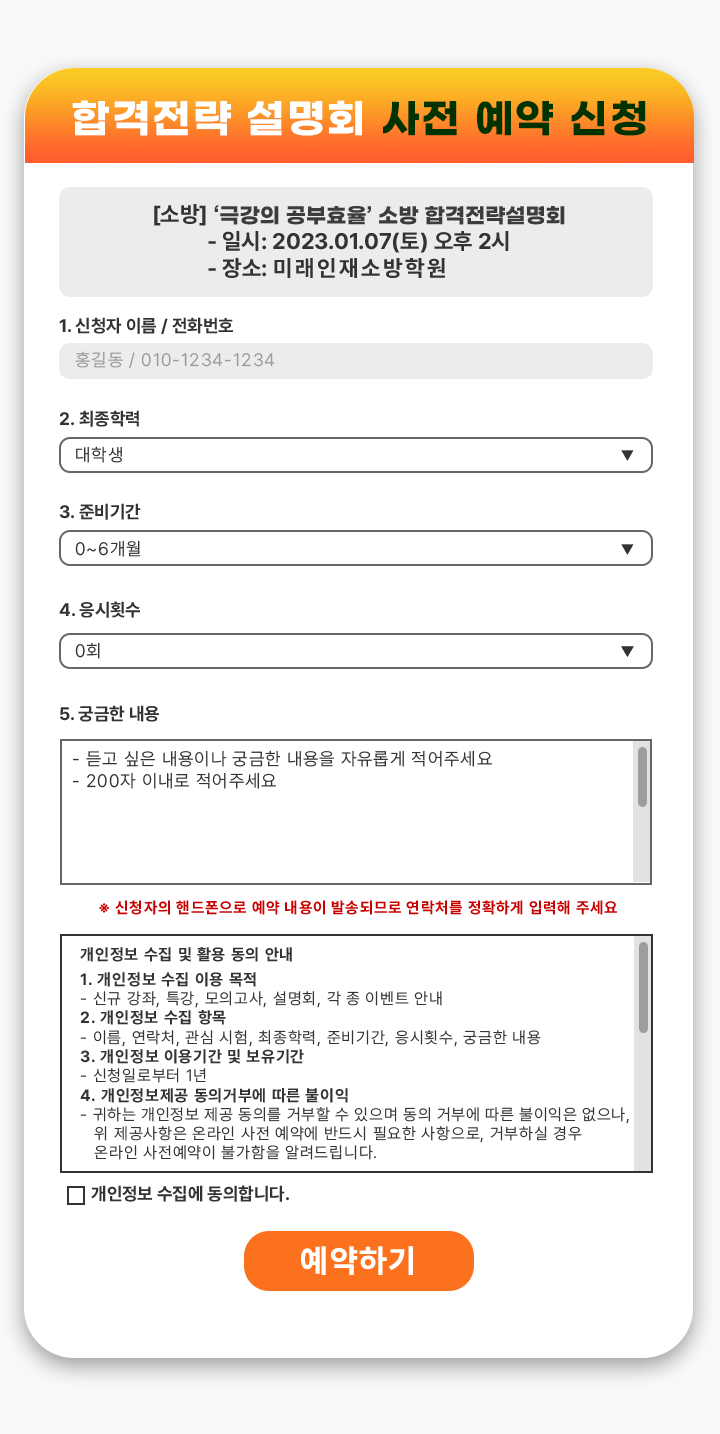 합격전략 설명회 사전 예약 신청
[소방] ‘극강의 공부효율’ 소방 합격전략설명회
- 일시: 2023.01.07(토) 오후 2시
- 장소: 미래인재소방학원
1. 신청자 이름 / 전화번호
홍길동 / 010-1234-1234
2. 최종학력
대학생 ▼
3. 준비기간
0~6개월 ▼
4. 응시횟수
0회 ▼
5. 궁금한 내용
- 듣고 싶은 내용이나 궁금한 내용을 자유롭게 적어주세요
- 200자 이내로 적어주세요
※ 신청자의 핸드폰으로 예약 내용이 발송되므로 연락처를 정확하게 입력해 주세요
개인정보 수집 및 활용 동의 안내
1. 개인정보 수집 이용 목적
- 신규 강좌, 특강, 모의고사, 설명회, 각 종 이벤트 안내
2. 개인정보 수집 항목
- 이름, 연락처, 관심 시험, 최종학력, 준비기간, 응시횟수, 궁금한 내용
3. 개인정보 이용기간 및 보유기간
- 신청일로부터 1년
4. 개인정보제공 동의거부에 따른 불이익
- 귀하는 개인정보 제공 동의를 거부할 수 있으며 동의 거부에 따른 불이익은 없으나,
위 제공사항은 온라인 사전 예약에 반드시 필요한 사항으로, 거부하실 경우
온라인 사전예약이 불가함을 알려드립니다.
개인정보 수집에 동의합니다.
예약하기